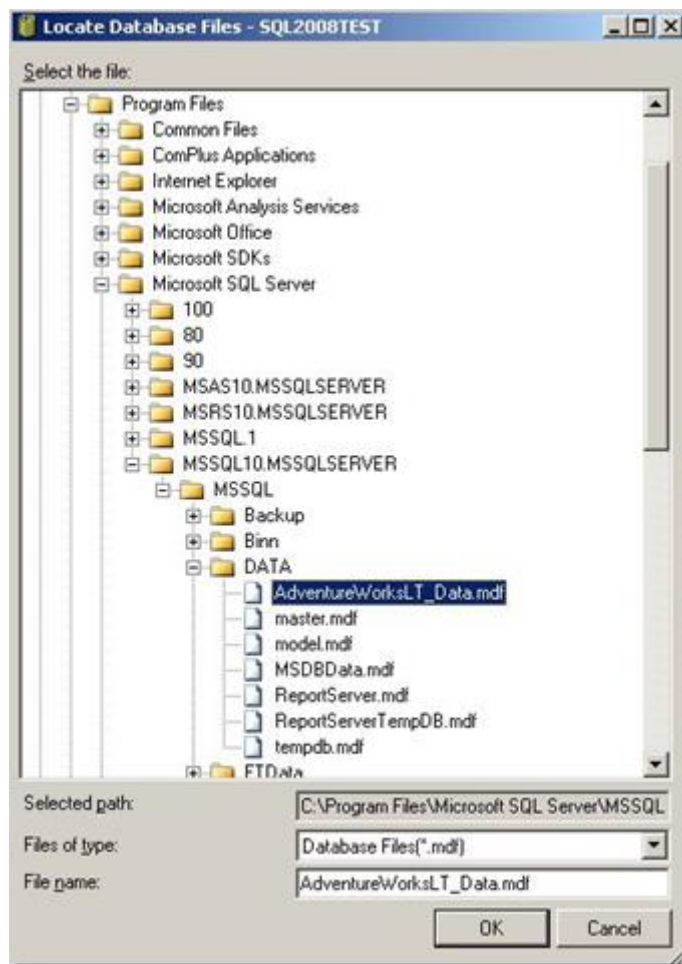 Locate Database Files - SQL2008TEST
Select the file:
Program Files
Common Files
ComPlus Applications
Internet Explorer
Microsoft Analysis Services
Microsoft Office
Microsoft SDKs
Microsoft SQL Server
100
80
90
MSAS10.MSSQLSERVER
MSRS10.MSSQLSERVER
MSSQL.1
MSSQL10.MSSQLSERVER
MSSQL
Backup
Binn
DATA
AdventureWorksLT_Data.mdf
master.mdf
model.mdf
MSDBData.mdf
ReportServer.mdf
ReportServerTempDB.mdf
tempdb.mdf
FTData
Selected path: C:\Program Files\Microsoft SQL Server\MSSQL
Files of type: Database Files(*.mdf)
File name: AdventureWorksLT_Data.mdf
OK Cancel